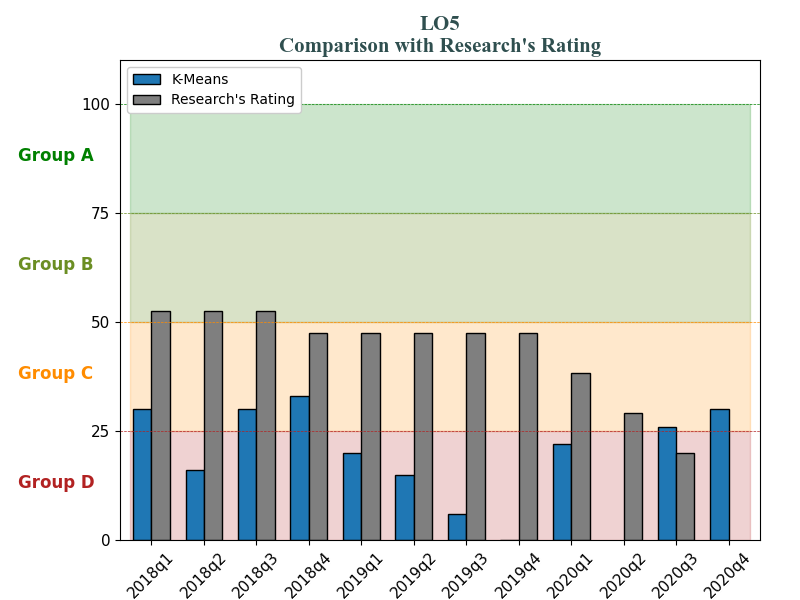 LO5
Comparison with Research's Rating
K-Means
Research's Rating
100
Group A
75
Group B
50
Group C
25
Group D
0
2018q1 2018q2 2018q3 2018q4 2019q1 2019q2 2019q3 2019q4 2020q1 2020q2 2020q3 2020q4